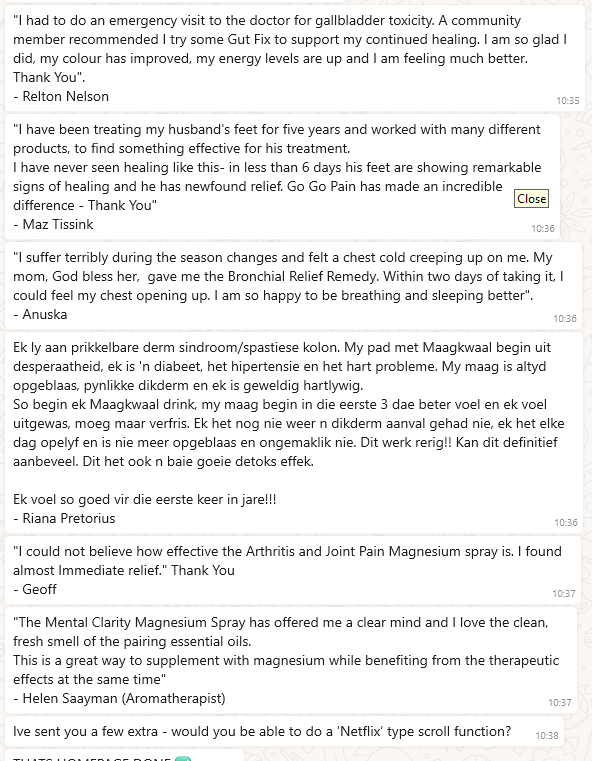 "I had to do an emergency visit to the doctor for gallbladder toxicity. A community
member recommended I try some Gut Fix to support my continued healing. I am so glad I
did, my colour has improved, my energy levels are up and I am feeling much better.
Thank You".
- Relton Nelson
10:35
"I have been treating my husband's feet for five years and worked with many different
products, to find something effective for his treatment.
I have never seen healing like this- in less than 6 days his feet are showing remarkable
signs of healing and he has newfound relief. Go Go Pain has made an incredible
difference - Thank You"
Close
- Maz Tissink
10:36
"I suffer terribly during the season changes and felt a chest cold creeping up on me. My
mom, God bless her,  gave me the Bronchial Relief Remedy. Within two days of taking it, I
could feel my chest opening up. I am so happy to be breathing and sleeping better".
- Anuska
10:36
Ek ly aan prikkelbare derm sindroom/spastiese kolon. My pad met Maagkwaal begin uit
desperaatheid, ek is 'n diabeet, het hipertensie en het hart probleme. My maag is altyd
opgeblaas, pynlikke dikderm en ek is geweldig hartlywig.
So begin ek Maagkwaal drink, my maag begin in die eerste 3 dae beter voel en ek voel
uitgewas, moeg maar verfris. Ek het nog nie weer n dikderm aanval gehad nie, ek het elke
dag opelyf en is nie meer opgeblaas en ongemaklik nie. Dit werk rerig!! Kan dit definitief
aanbeveel. Dit het ook n baie goeie detoks effek.
Ek voel so goed vir die eerste keer in jare!!!
- Riana Pretorius
10:36
"I could not believe how effective the Arthritis and Joint Pain Magnesium spray is. I found
almost Immediate relief." Thank You
- Geoff
10:37
"The Mental Clarity Magnesium Spray has offered me a clear mind and I love the clean,
fresh smell of the pairing essential oils.
This is a great way to supplement with magnesium while benefiting from the therapeutic
effects at the same time"
- Helen Saayman (Aromatherapist)
10:37
Ive sent you a few extra - would you be able to do a ‘Netflix’ type scroll function?
10:38
THATS HOMEPAGE DONE